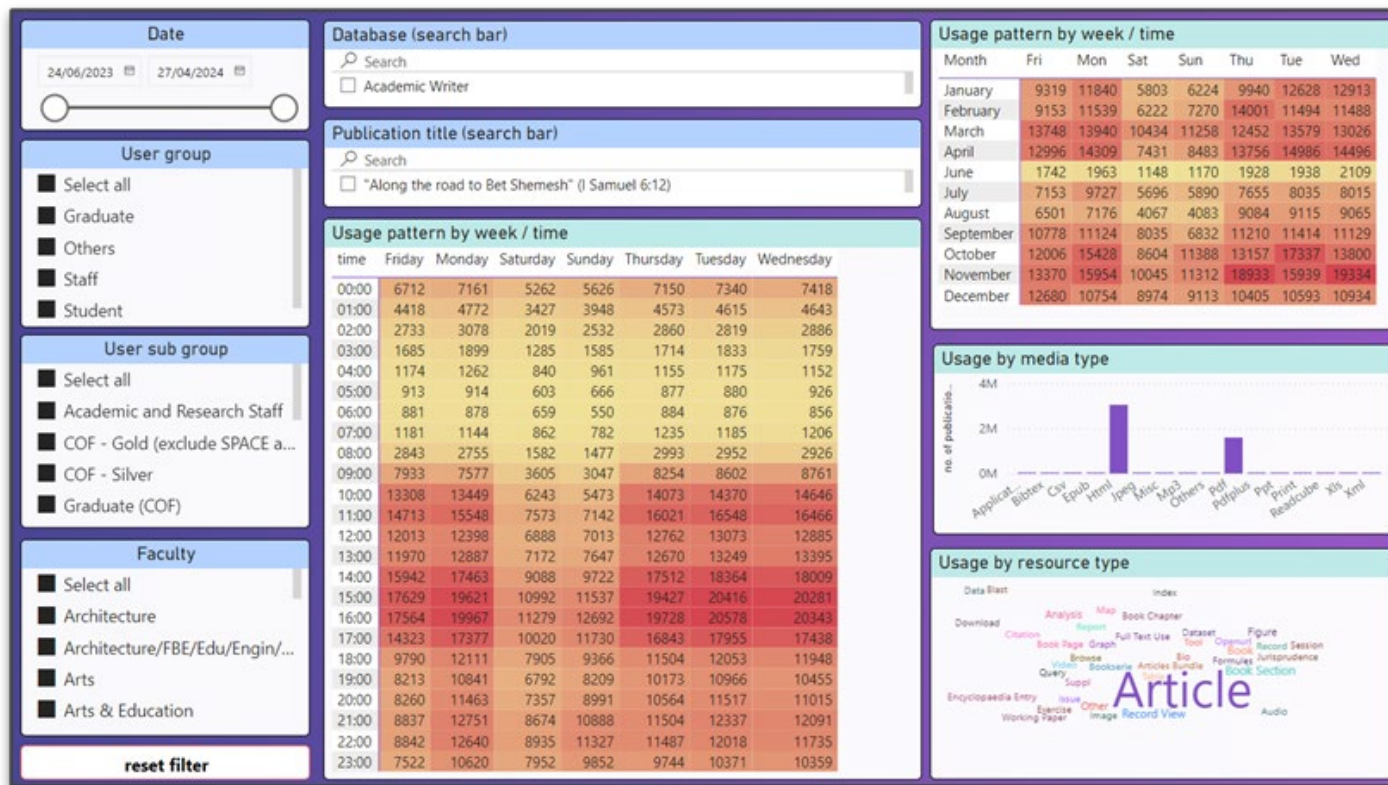 Date
24/06/2023 27/04/2024
User group
Select all
Graduate
Others
Staff
Student
User sub group
Select all
Academic and Research Staff
COF - Gold (exclude SPACE a...
COF - Silver
Graduate (COF)
Faculty
Select all
Architecture
Architecture/FBE/Edu/Engin/...
Arts
Arts & Education
reset filter
Database (search bar)
Search
Academic Writer
Publication title (search bar)
Search
"Along the road to Bet Shemesh" (I Samuel 6:12)
Usage pattern by week / time
time Friday Monday Saturday Sunday Thursday Tuesday Wednesday
00:00 6712 7161 5262 5626 7150 7340 7418
01:00 4418 4772 3427 3948 4573 4615 4643
02:00 2733 3078 2019 2532 2860 2819 2886
03:00 1685 1899 1285 1585 1714 1833 1759
04:00 1174 1262 840 961 1155 1175 1152
05:00 913 914 603 666 877 880 926
06:00 881 878 659 550 884 876 856
07:00 1181 1144 862 782 1235 1185 1206
08:00 2843 2755 1582 1477 2993 2952 2926
09:00 7933 7577 3605 3047 8254 8602 8761
10:00 13308 13449 6243 5473 14073 14370 14646
11:00 14713 15548 7573 7142 16021 16548 16466
12:00 12013 12398 6888 7013 12762 13073 12885
13:00 11970 12887 7172 7647 12670 13249 13395
14:00 15942 17463 9088 9722 17512 18364 18009
15:00 17629 19621 10992 11537 19427 20416 20281
16:00 17564 19967 11279 12692 19728 20578 20343
17:00 14323 17377 10020 11730 16843 17955 17438
18:00 9790 12111 7905 9366 11504 12053 11948
19:00 8213 10841 6792 8209 10173 10966 10455
20:00 8260 11463 7357 8991 10564 11517 11015
21:00 8837 12751 8674 10888 11504 12337 12091
22:00 8842 12640 8935 11327 11487 12018 11735
23:00 7522 10620 7952 9852 9744 10371 10359
Usage pattern by week / time
Month Fri Mon Sat Sun Thu Tue Wed
January 9319 11840 5803 6224 9940 12628 12913
February 9153 11539 6222 7270 14001 11494 11488
March 13748 13940 10434 11258 12452 13579 13026
April 12996 14309 7431 8483 13756 14986 14496
June 1742 1963 1148 1170 1928 1938 2109
July 7153 9727 5696 5890 7655 8035 8015
August 6501 7176 4067 4083 9084 9115 9065
September 10778 11124 8035 6832 11210 11414 11129
October 12006 15428 8604 11388 13157 17337 13800
November 13370 15954 10045 11312 18933 15939 19334
December 12680 10754 8974 9113 10405 10593 10934
Usage by media type
no. of publicatio...
4M
2M
0M
Applicat... Bibtex Csv Epub Html Jpeg Misc Mp3 Others Pdf Pdfplus Ppt Print Readcube Xls Xml
Usage by resource type
Data Blast Index
Analysis Map Book Chapter
Download Report
Citation Full Text Use Dataset Figure
Book Page Graph Tool Openurl Record Session
Book
Browse Bio Formules Jurisprudence
Video Bookserie Articles Bundle
Query Book Section
Suppl
Article
Encyclopaedia Entry Issue
Exercise Other Audio
Working Paper Image Record View